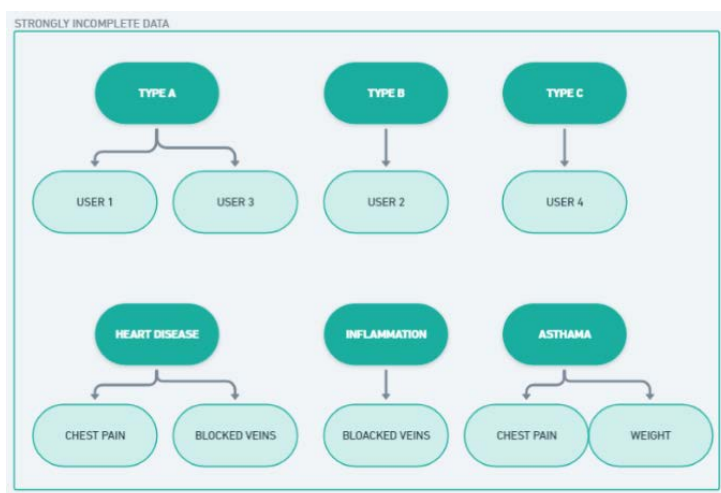 STRONGLY INCOMPLETE DATA
TYPE A
TYPE B
TYPE C
USER 1
USER 3
USER 2
USER 4
HEART DISEASE
INFLAMMATION
ASTHAMA
CHEST PAIN
BLOCKED VEINS
BLOACKED VEINS
CHEST PAIN
WEIGHT